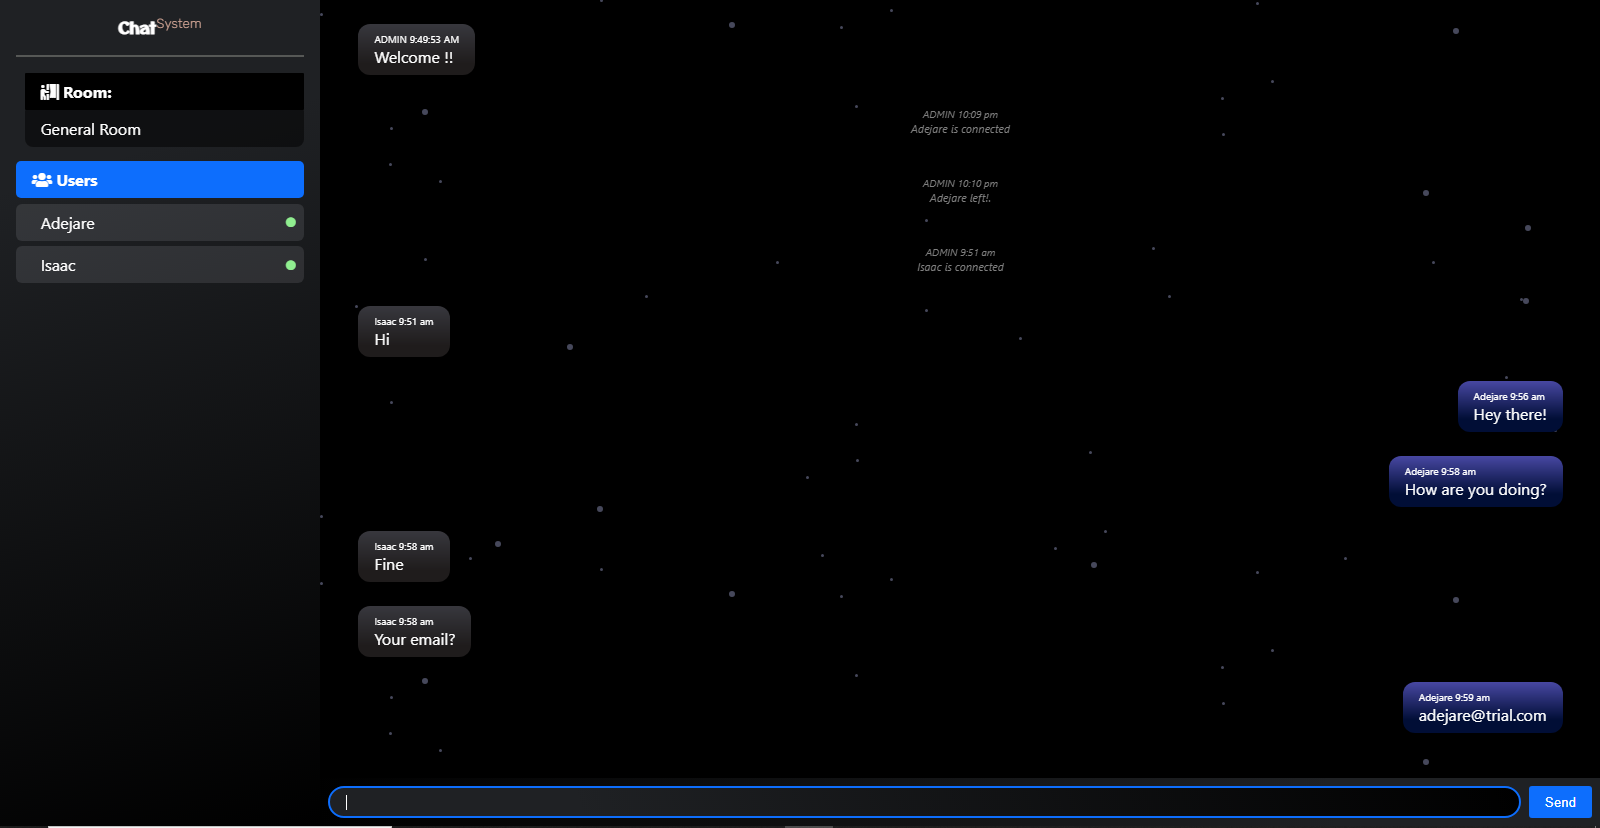 ChatSystem
Room:
General Room
Users
Adejare
Isaac
ADMIN 9:49:53 AM
Welcome !!
ADMIN 10:09 pm
Adejare is connected
ADMIN 10:10 pm
Adejare left!.
ADMIN 9:51 am
Isaac is connected
Isaac 9:51 am
Hi
Adejare 9:56 am
Hey there!
Adejare 9:58 am
How are you doing?
Isaac 9:58 am
Fine
Isaac 9:58 am
Your email?
Adejare 9:59 am
adejare@trial.com
Send